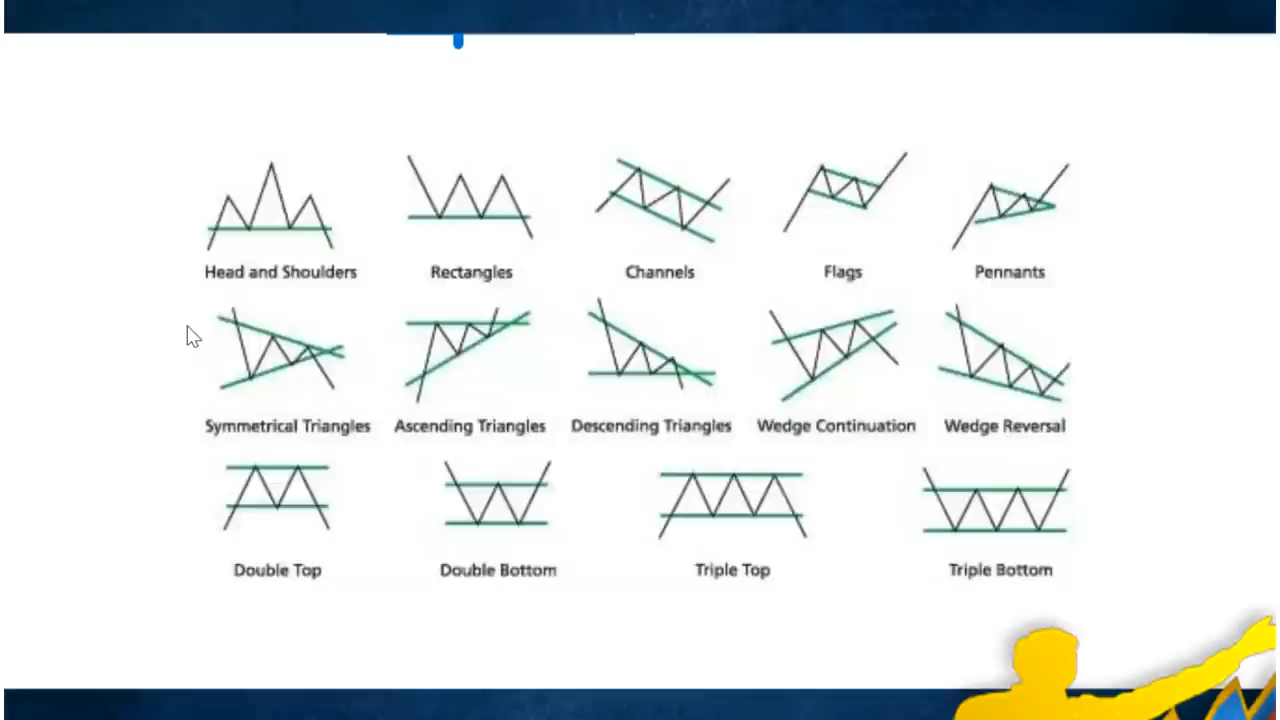 Head and Shoulders
Rectangles
Channels
Flags
Pennants
Symmetrical Triangles
Ascending Triangles
Descending Triangles
Wedge Continuation
Wedge Reversal
Double Top
Double Bottom
Triple Top
Triple Bottom